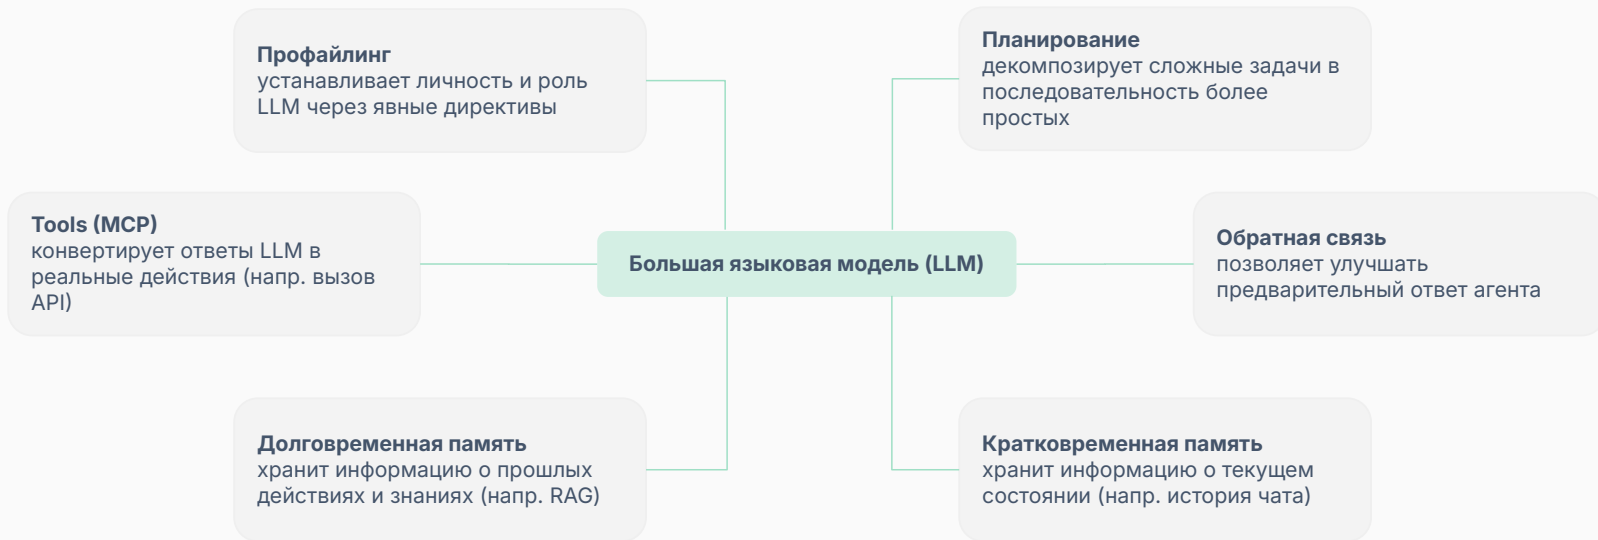 Профайлинг
устанавливает личность и роль
LLM через явные директивы
Планирование
декомпозирует сложные задачи в
последовательность более
простых
Tools (MCP)
конвертирует ответы LLM в
реальные действия (напр. вызов
API)
Большая языковая модель (LLM)
Обратная связь
позволяет улучшать
предварительный ответ агента
Долговременная память
хранит информацию о прошлых
действиях и знаниях (напр. RAG)
Кратковременная память
хранит информацию о текущем
состоянии (напр. история чата)